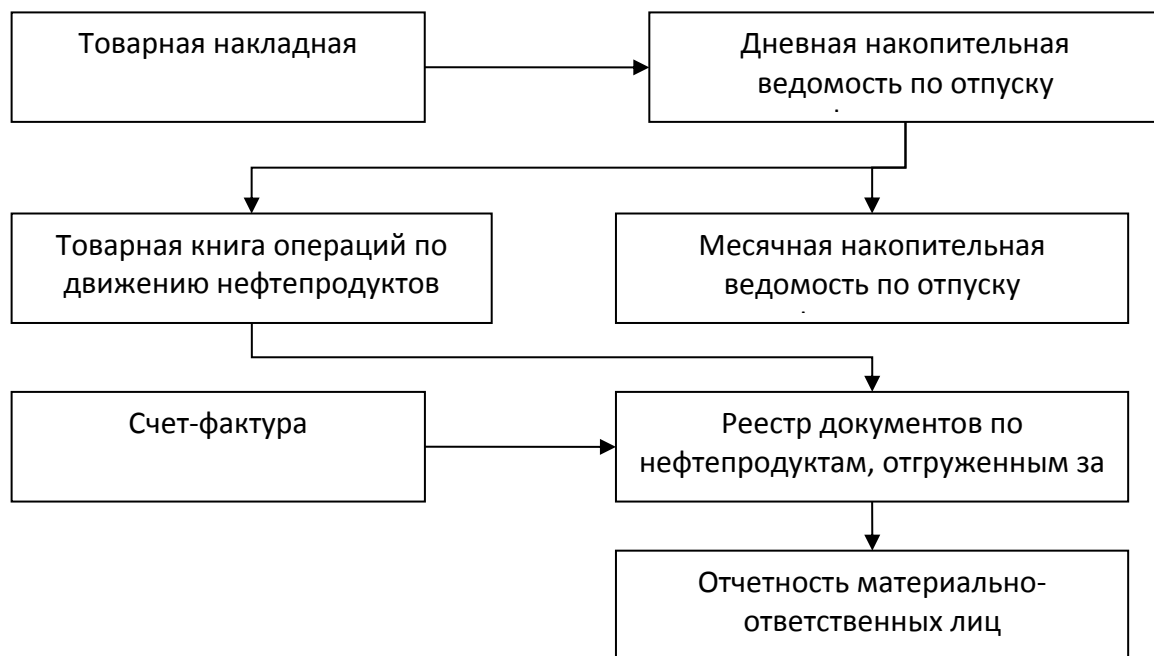 Товарная накладная
Дневная накопительная
ведомость по отпуску
Товарная книга операций по
движению нефтепродуктов
Месячная накопительная
ведомость по отпуску
Счет-фактура
Реестр документов по
нефтепродуктам, отгруженным за
Отчетность материально-
ответственных лиц